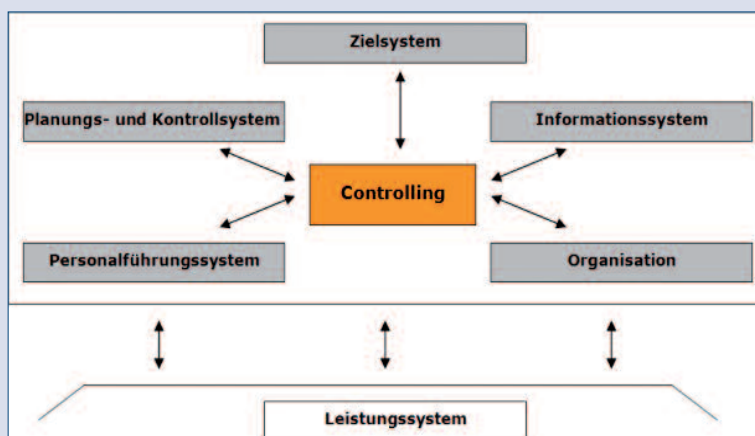 Zielsystem
Planungs- und Kontrollsystem
Informationssystem
Controlling
Personalführungssystem
Organisation
Leistungssystem